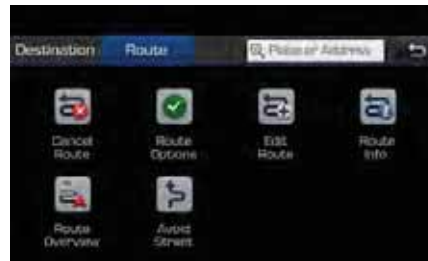 Destination
Route
Place or Address
Cancel
Route
Route
Options
Edit
Route
Route
Info
Route
Overview
Avoid
Street